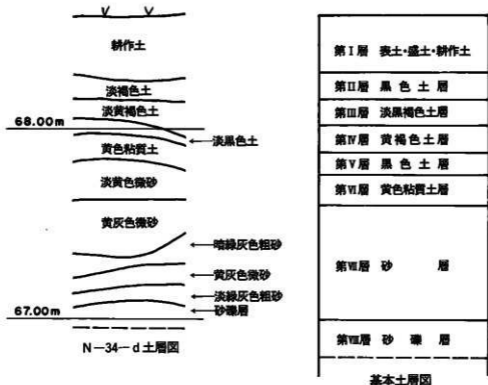 耕作土
淡褐色土
淡黄褐色土
68.00m
淡黒色土
黄色粘質土
淡黄色微砂
黄灰色微砂
暗緑灰色粗砂
黄灰色微砂
淡緑灰色粗砂
67.00m
砂礫層
N-34-d土層図
第Ⅰ層 表土・盛土・耕作土
第Ⅱ層 黒色土層
第Ⅲ層 淡黒褐色土層
第Ⅳ層 黄褐色土層
第Ⅴ層 黒色土層
第Ⅵ層 黄色粘質土層
第Ⅶ層 砂層
第Ⅷ層 砂礫層
基本土層図